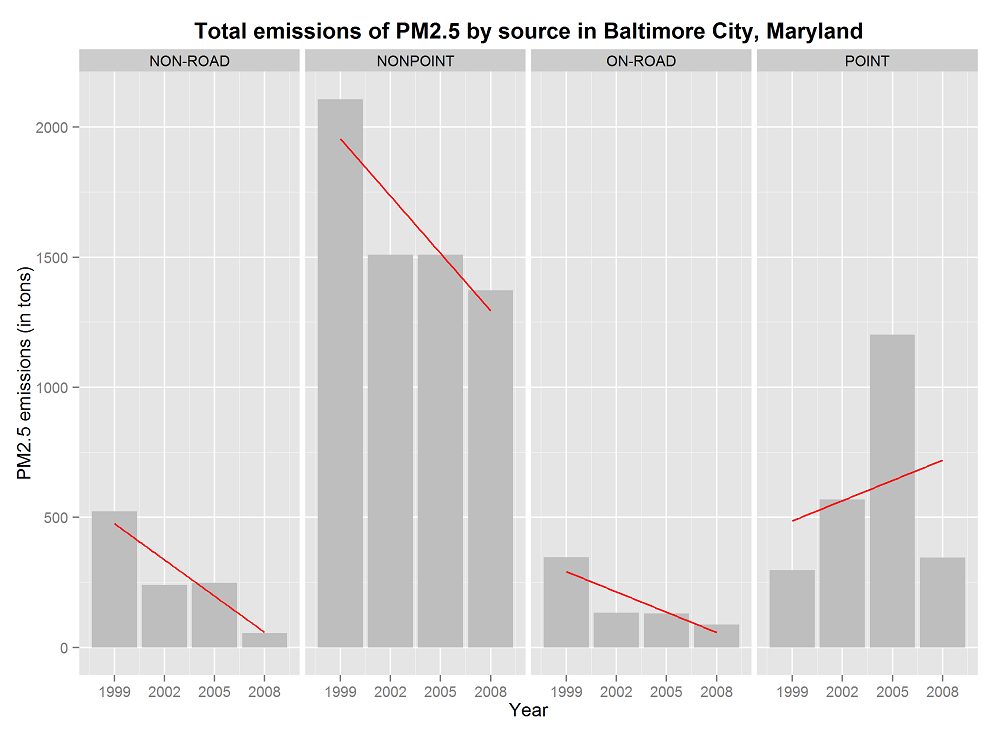 Total emissions of PM2.5 by source in Baltimore City, Maryland
NON-ROAD NONPOINT ON-ROAD POINT
2000
1500
1000
500
0
PM2.5 emissions (in tons)
1999 2002 2005 2008 1999 2002 2005 2008 1999 2002 2005 2008 1999 2002 2005 2008
Year